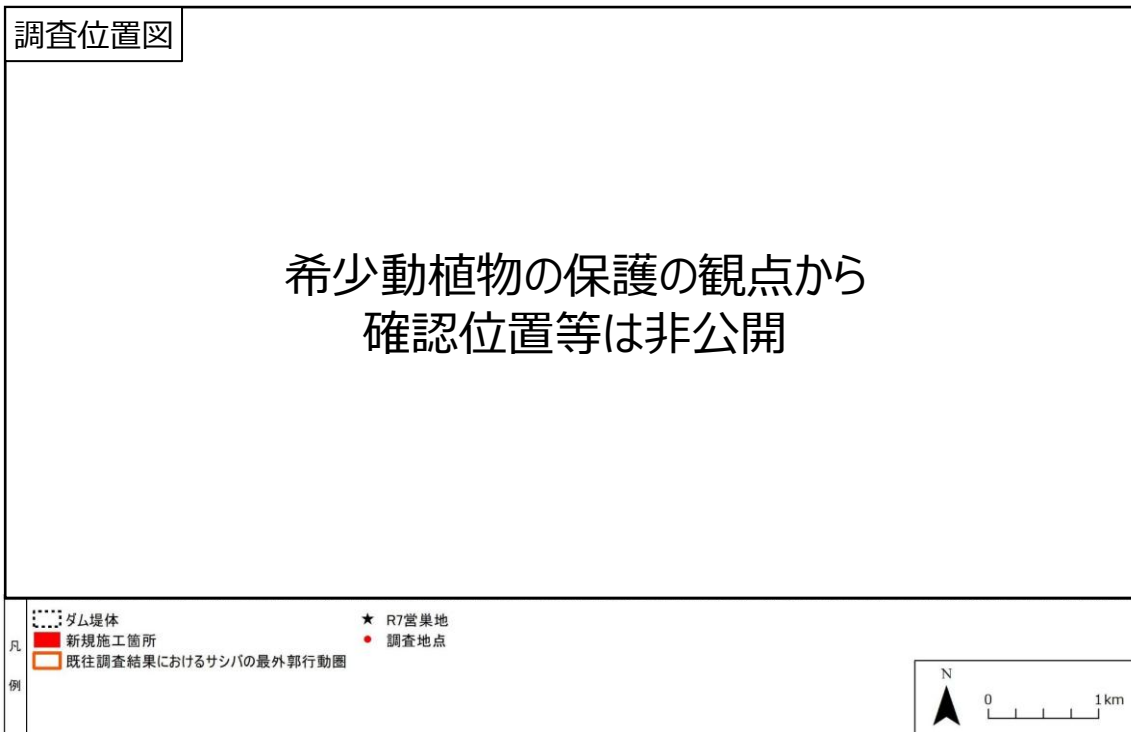 調査位置図
希少動植物の保護の観点から
確認位置等は非公開
凡例
ダム堤体
新規施工箇所
既往調査結果におけるサシバの最外郭行動圏
★ R7営巣地
調査地点
N
0 1km